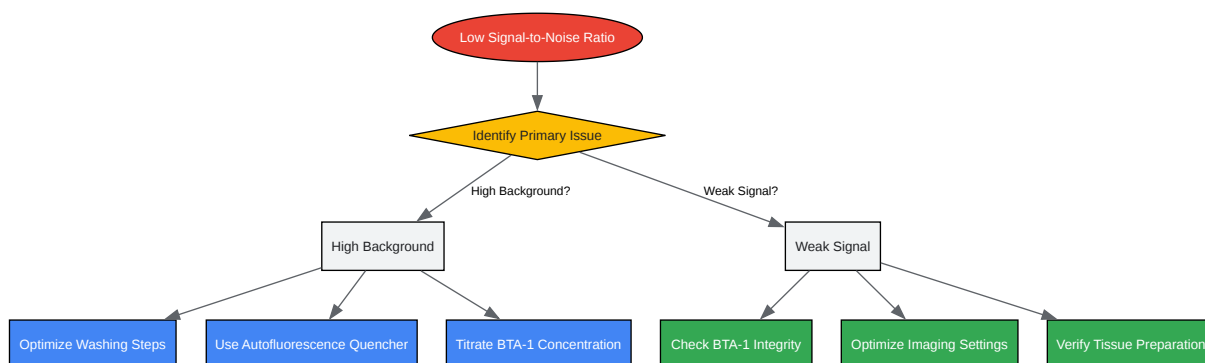 Low Signal-to-Noise Ratio
Identify Primary Issue
High Background?
Weak Signal?
High Background
Weak Signal
Optimize Washing Steps
Use Autofluorescence Quencher
Titrate BTA-1 Concentration
Check BTA-1 Integrity
Optimize Imaging Settings
Verify Tissue Preparation